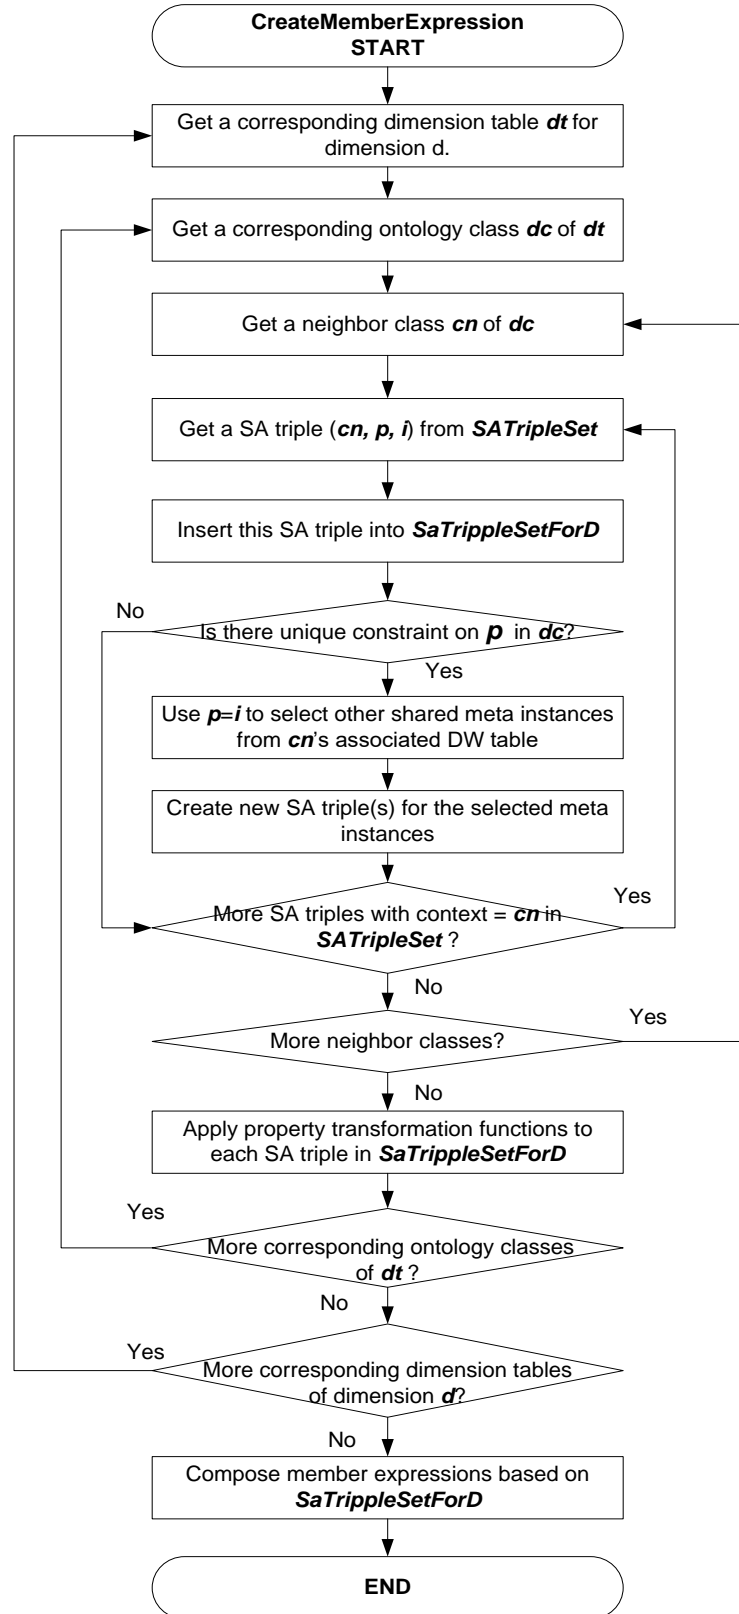 CreateMemberExpression
START
Get a corresponding dimension table dt for
dimension d.
Get a corresponding ontology class dc of dt
Get a neighbor class cn of dc
Get a SA triple (cn, p, i) from SATripleSet
Insert this SA triple into SaTrippleSetForD
No
Is there unique constraint on p in dc?
Yes
Use p=i to select other shared meta instances
from cn's associated DW table
Create new SA triple(s) for the selected meta
instances
Yes
More SA triples with context = cn in
SATripleSet ?
No
Yes
More neighbor classes?
No
Apply property transformation functions to
each SA triple in SaTrippleSetForD
Yes
More corresponding ontology classes
of dt ?
No
Yes
More corresponding dimension tables
of dimension d?
No
Compose member expressions based on
SaTrippleSetForD
END